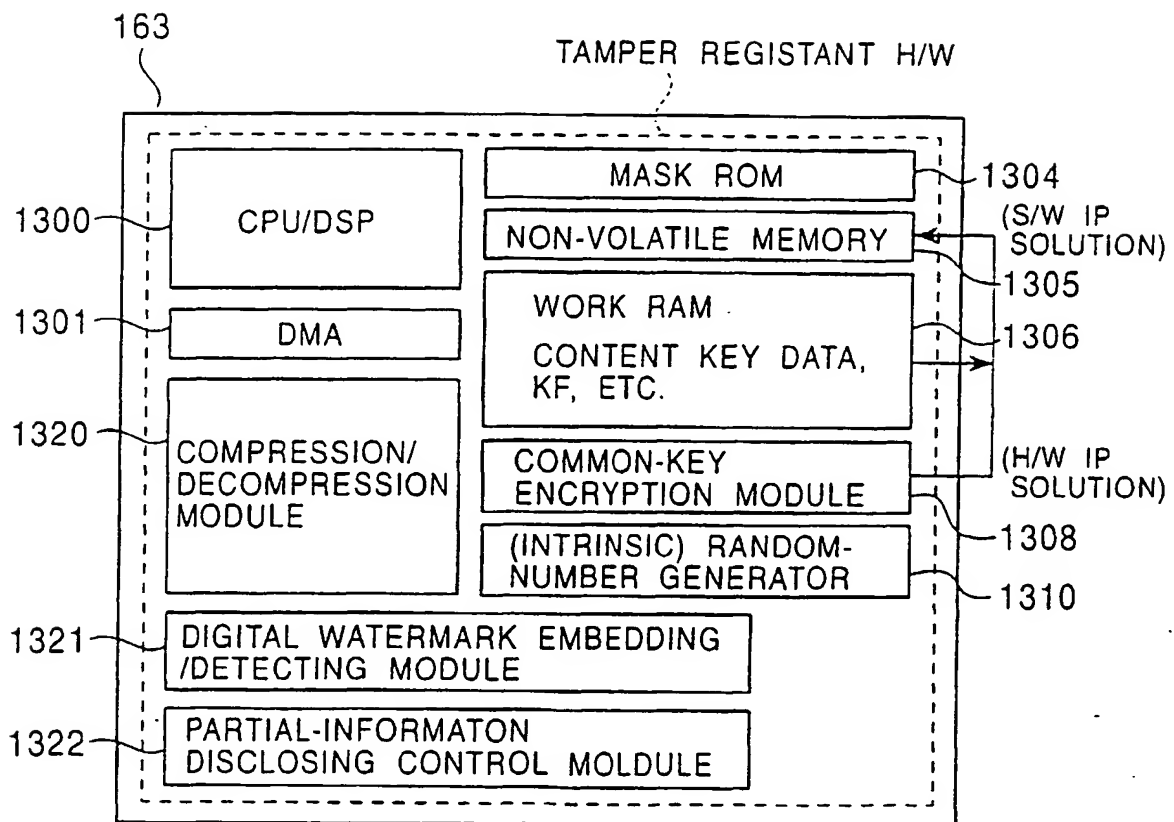 163
TAMPER REGISTANT H/W
1300
CPU/DSP
MASK ROM
1304
NON-VOLATILE MEMORY
(S/W IP
SOLUTION)
1305
1301
DMA
WORK RAM
CONTENT KEY DATA,
KF, ETC.
1306
1320
COMPRESSION/
DECOMPRESSION
MODULE
COMMON-KEY
ENCRYPTION MODULE
(H/W IP
SOLUTION)
1308
(INTRINSIC) RANDOM-
NUMBER GENERATOR
1310
1321
DIGITAL WATERMARK EMBEDDING
/DETECTING MODULE
1322
PARTIAL-INFORMATON
DISCLOSING CONTROL MOLDULE